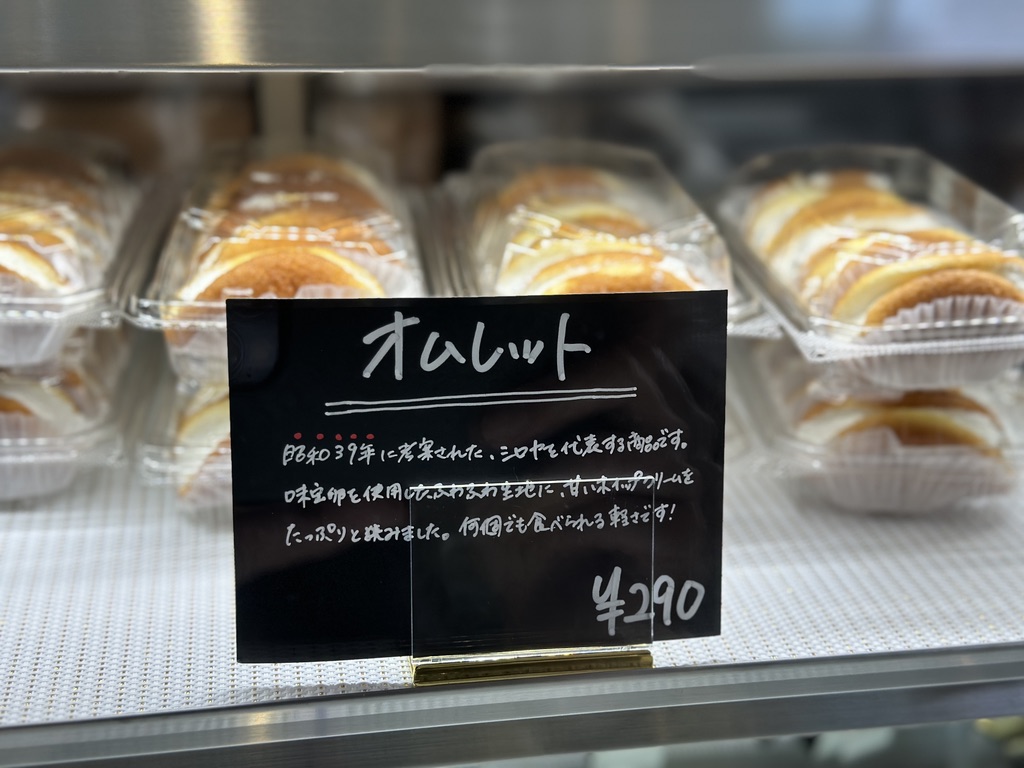 オムレット
昭和39年に考案された、シロヤを代表する商品です。
味宝卵を使用したふわふわ生地に、甘いホイップクリームを
たっぷりと挟みました。何個でも食べられる軽さです!
¥290